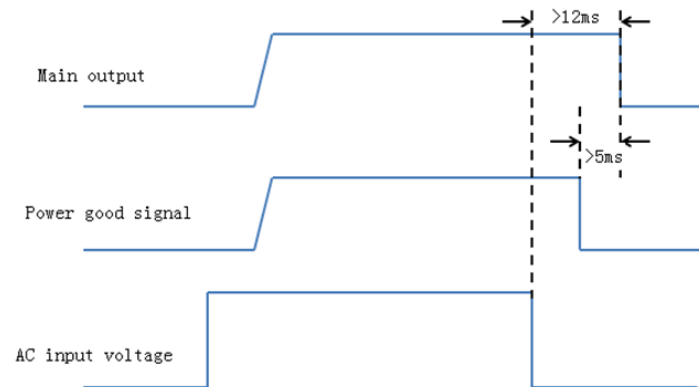 >12ms
Main output
>5ms
Power good signal
AC input voltage